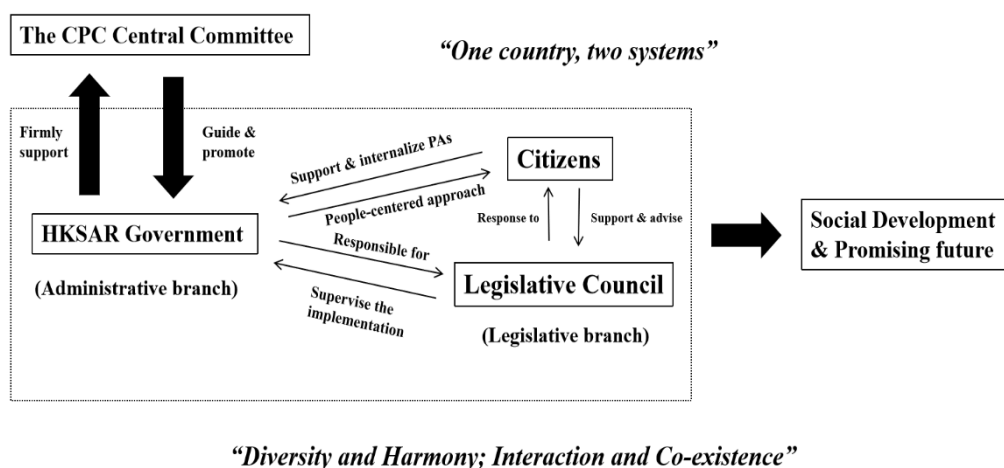 The CPC Central Committee
“One country, two systems”
Firmly
support
Guide &
promote
Support & internalize PAs
People-centered approach
Citizens
Response to
Support & advise
HKSAR Government
(Administrative branch)
Responsible for
Supervise the
implementation
Legislative Council
(Legislative branch)
Social Development
& Promising future
“Diversity and Harmony; Interaction and Co-existence”